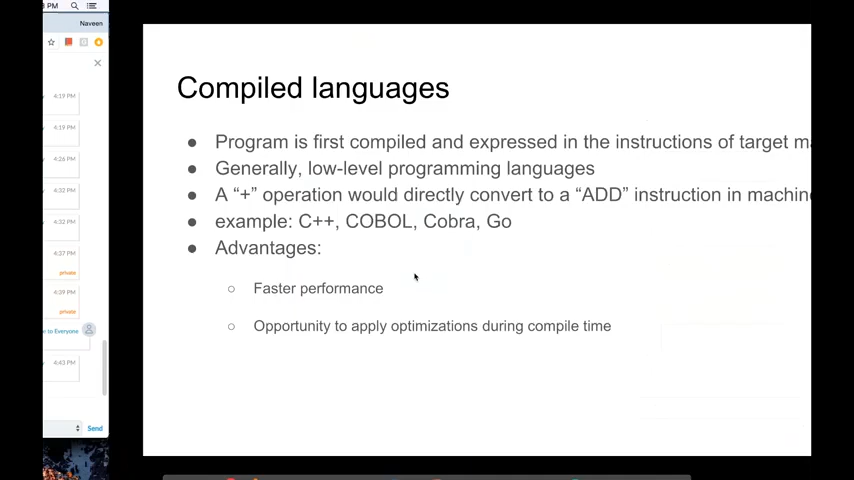 PM
Naveen
4:19 PM
4:19 PM
4:26 PM
4:32 PM
4:32 PM
4:37 PM
private
4:39 PM
private
to Everyone
4:43 PM
Send
Compiled languages
● Program is first compiled and expressed in the instructions of target
● Generally, low-level programming languages
● A “+” operation would directly convert to a “ADD” instruction in machin
● example: C++, COBOL, Cobra, Go
● Advantages:
○ Faster performance
○ Opportunity to apply optimizations during compile time